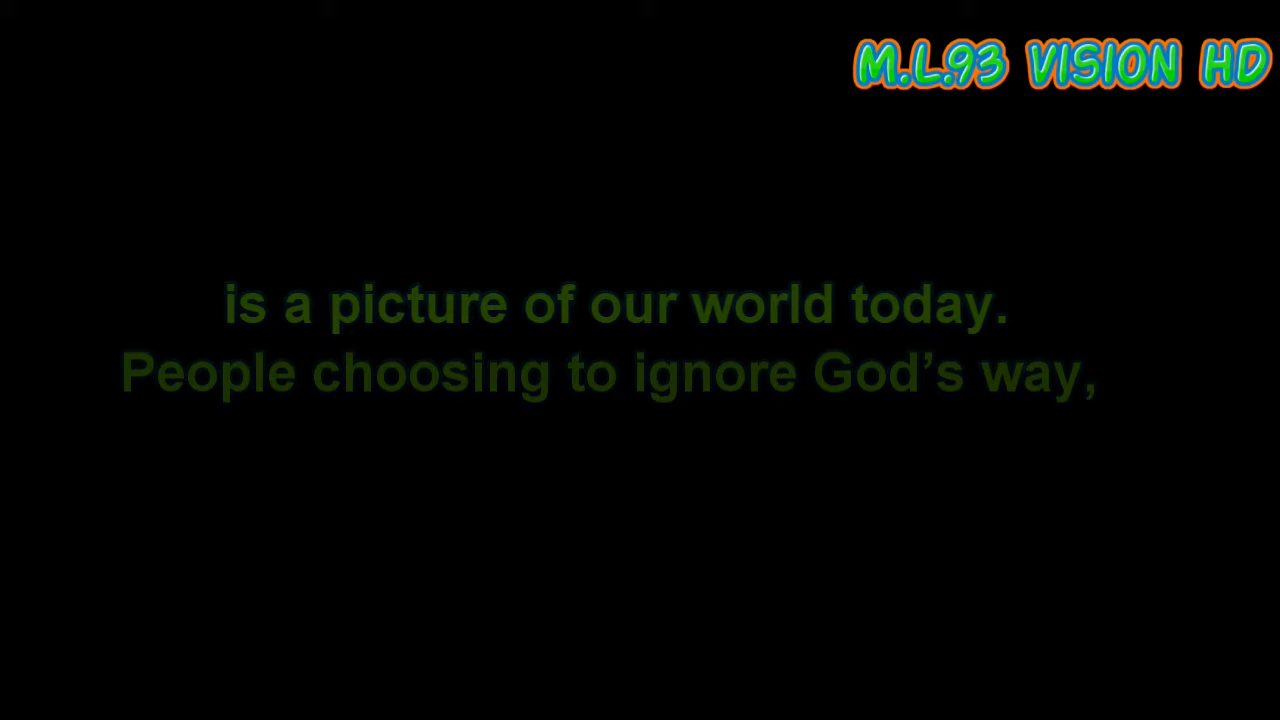 M.L.93 VISION HD
is a picture of our world today.
People choosing to ignore God’s way,